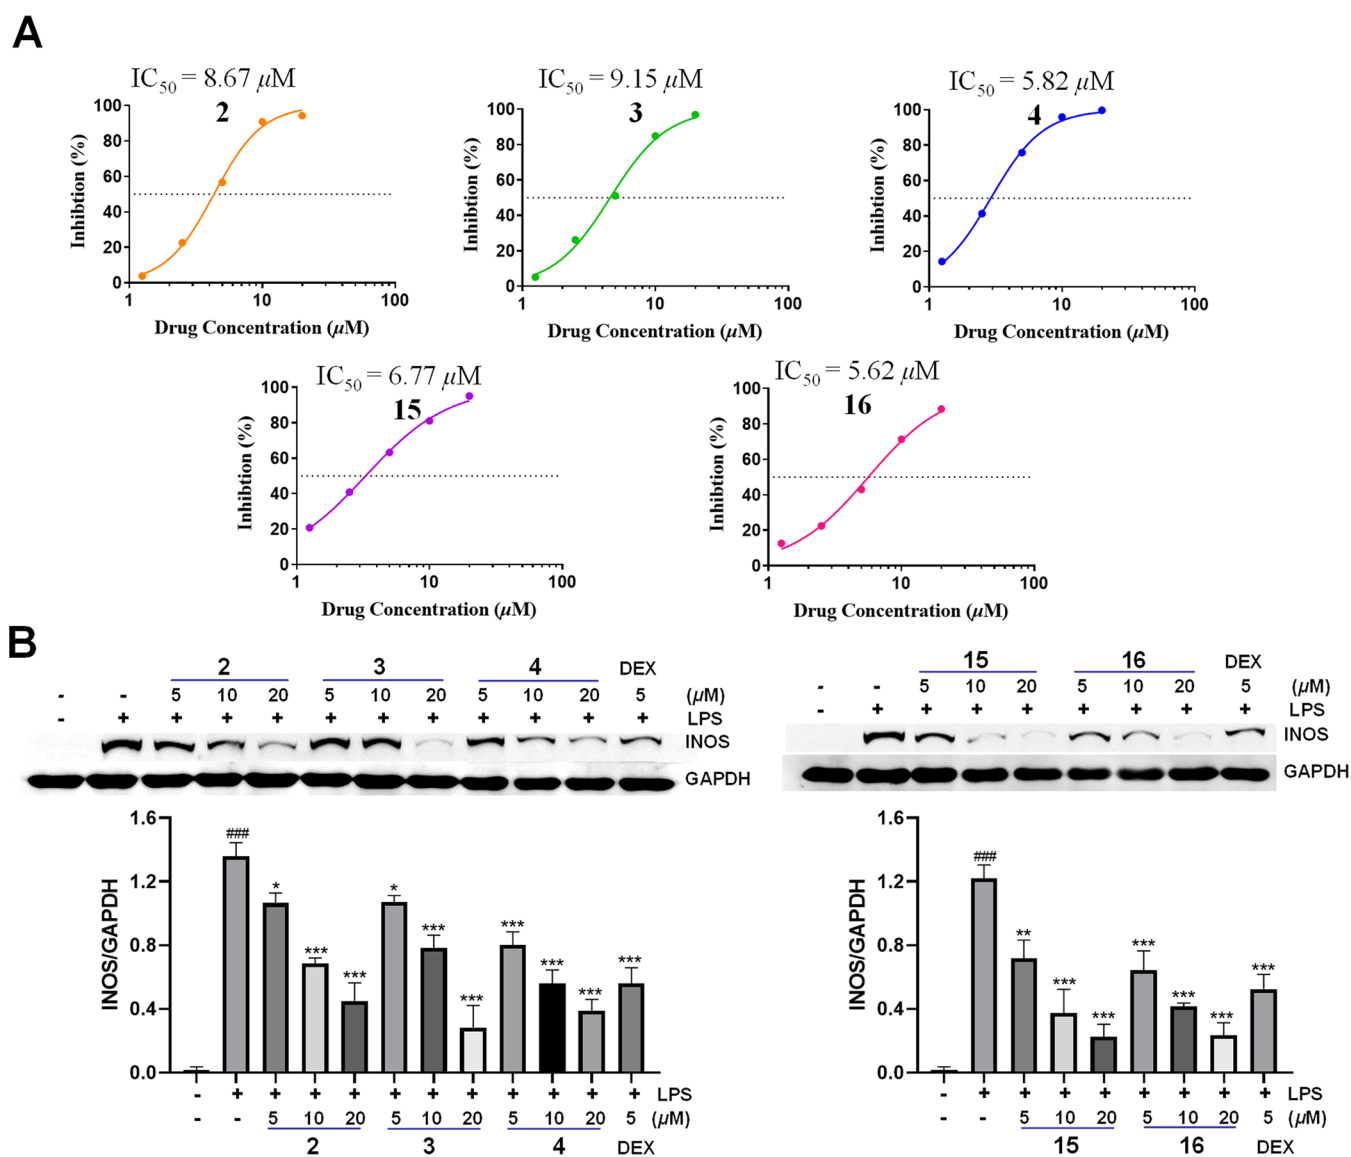 A
IC50 = 8.67 μM
2
Inhibtion (%)
100
80
60
40
20
0
1 10 100
Drug Concentration (μM)
IC50 = 9.15 μM
3
Inhibtion (%)
100
80
60
40
20
0
1 10 100
Drug Concentration (μM)
IC50 = 5.82 μM
4
Inhibtion (%)
100
80
60
40
20
0
1 10 100
Drug Concentration (μM)
IC50 = 6.77 μM
15
Inhibtion (%)
100
80
60
40
20
0
1 10 100
Drug Concentration (μM)
IC50 = 5.62 μM
16
Inhibtion (%)
100
80
60
40
20
0
1 10 100
Drug Concentration (μM)
B
2 3 4 DEX
- - 5 10 20 5 10 20 5 10 20 5 (μM)
- + + + + + + + + + + + LPS
INOS
GAPDH
INOS/GAPDH
1.6
1.2
0.8
0.4
0.0
### * *** *** * *** *** *** *** *** ***
- + + + + + + + + + + + LPS
- - 5 10 20 5 10 20 5 10 20 5 (μM)
2 3 4 DEX
15 16 DEX
- - 5 10 20 5 10 20 5 (μM)
- + + + + + + + + LPS
INOS
GAPDH
INOS/GAPDH
1.6
1.2
0.8
0.4
0.0
### ** *** *** *** *** *** ***
- + + + + + + + + LPS
- - 5 10 20 5 10 20 5 (μM)
15 16 DEX